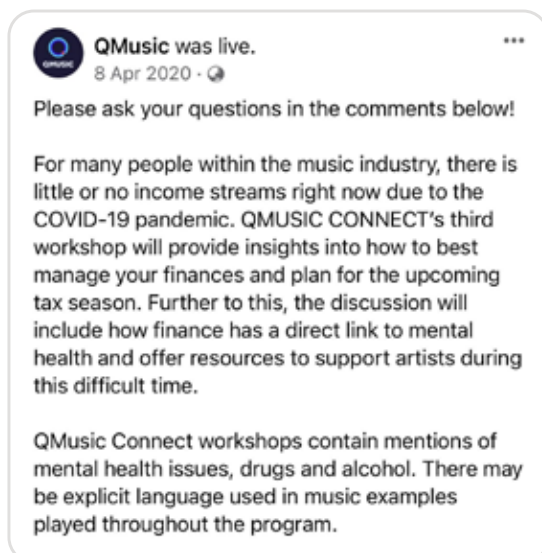 QMusic was live.
QMUSIC
8 Apr 2020 ·
Please ask your questions in the comments below!
For many people within the music industry, there is
little or no income streams right now due to the
COVID-19 pandemic. QMUSIC CONNECT's third
workshop will provide insights into how to best
manage your finances and plan for the upcoming
tax season. Further to this, the discussion will
include how finance has a direct link to mental
health and offer resources to support artists during
this difficult time.
QMusic Connect workshops contain mentions of
mental health issues, drugs and alcohol. There may
be explicit language used in music examples
played throughout the program.